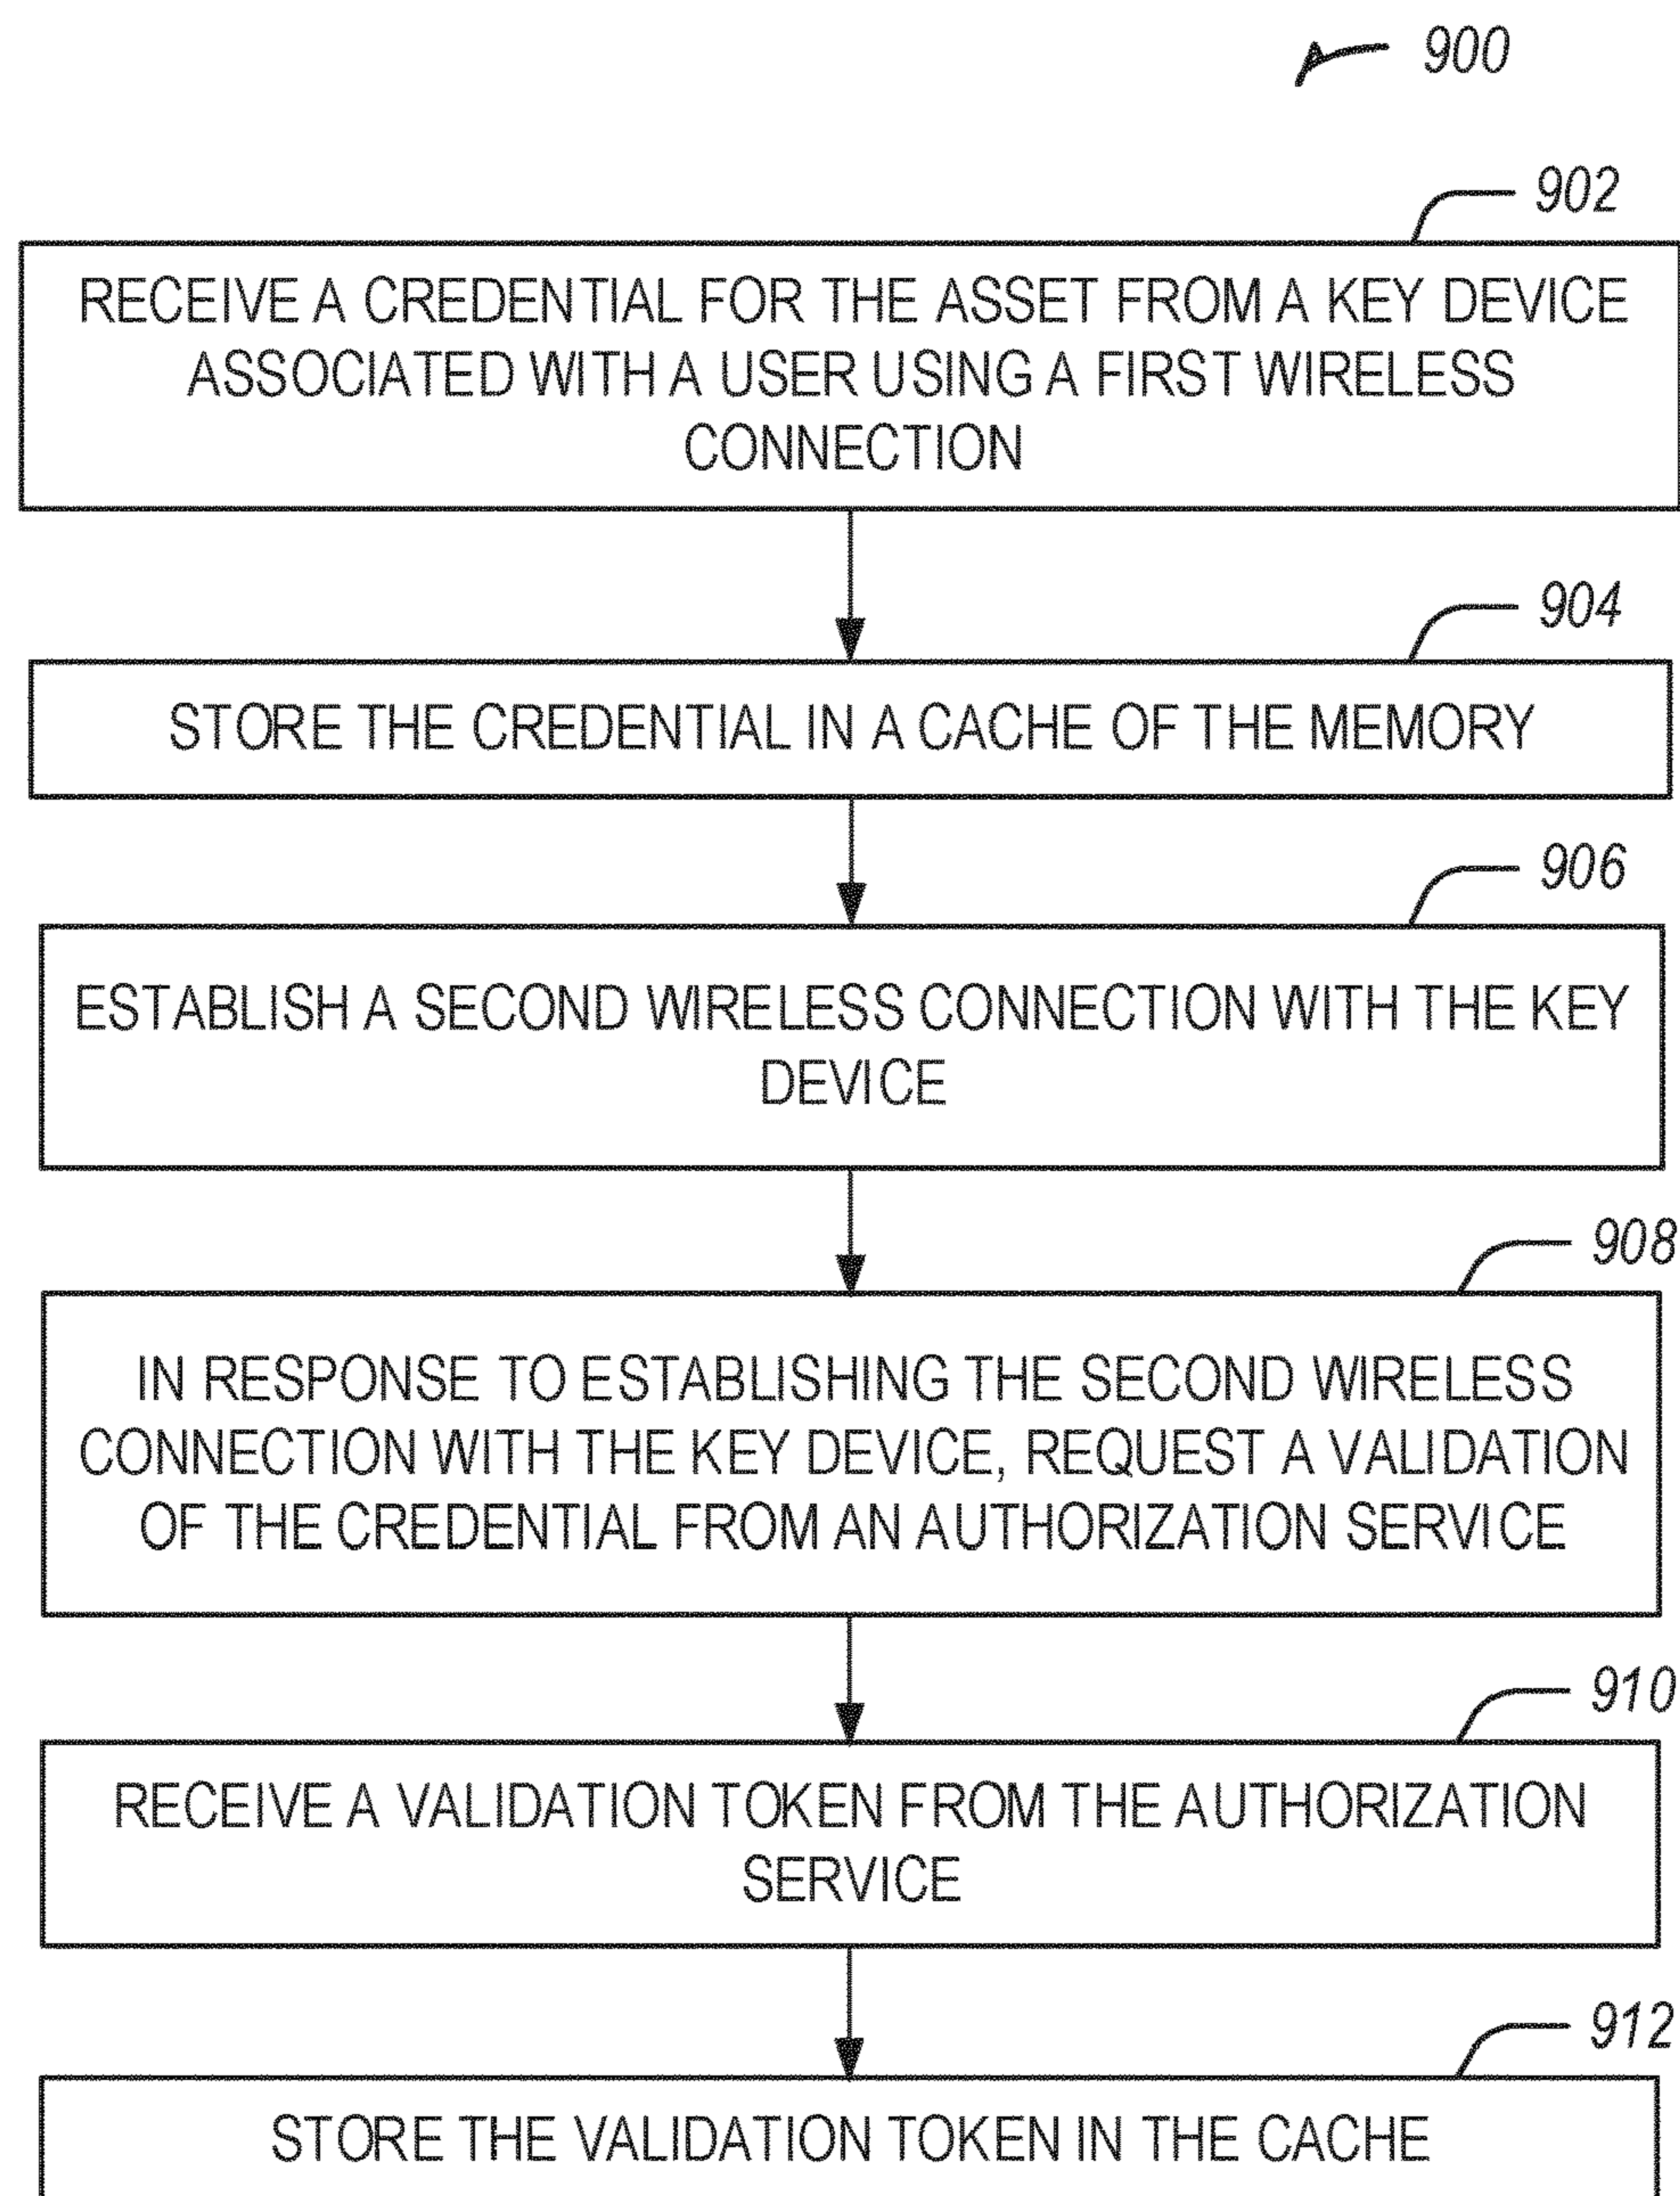 900
902
RECEIVE A CREDENTIAL FOR THE ASSET FROM A KEY DEVICE
ASSOCIATED WITH A USER USING A FIRST WIRELESS
CONNECTION
904
STORE THE CREDENTIAL IN A CACHE OF THE MEMORY
906
ESTABLISH A SECOND WIRELESS CONNECTION WITH THE KEY
DEVICE
908
IN RESPONSE TO ESTABLISHING THE SECOND WIRELESS
CONNECTION WITH THE KEY DEVICE, REQUEST A VALIDATION
OF THE CREDENTIAL FROM AN AUTHORIZATION SERVICE
910
RECEIVE A VALIDATION TOKEN FROM THE AUTHORIZATION
SERVICE
912
STORE THE VALIDATION TOKEN IN THE CACHE